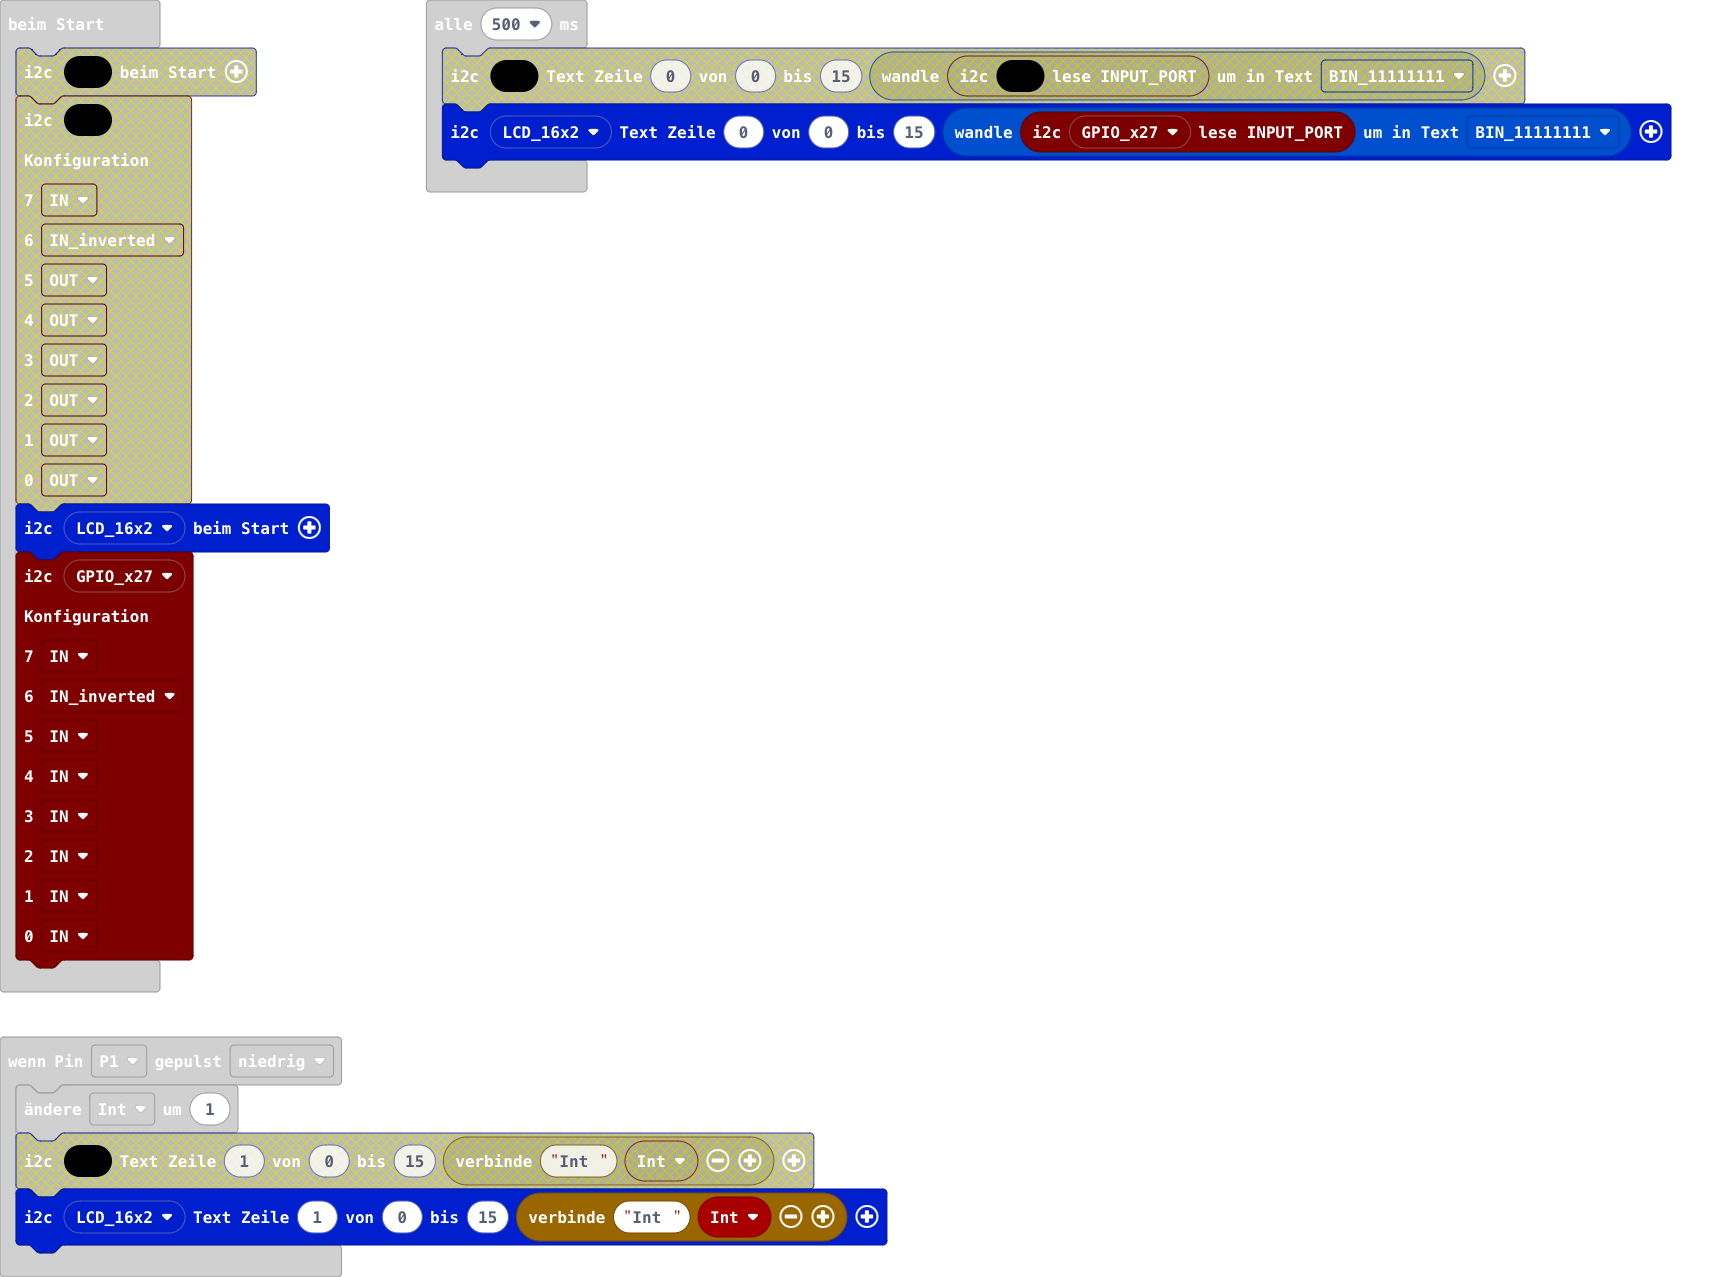 beim Start
i2c beim Start
i2c
Konfiguration
7 IN
6 IN_inverted
5 OUT
4 OUT
3 OUT
2 OUT
1 OUT
0 OUT
i2c LCD_16x2 beim Start
i2c GPIO_x27
Konfiguration
7 IN
6 IN_inverted
5 IN
4 IN
3 IN
2 IN
1 IN
0 IN
alle 500 ms
i2c Text Zeile 0 von 0 bis 15 wandle i2c lese INPUT_PORT um in Text BIN_11111111
i2c LCD_16x2 Text Zeile 0 von 0 bis 15 wandle i2c GPIO_x27 lese INPUT_PORT um in Text BIN_11111111
wenn Pin P1 gepulst niedrig
ändere Int um 1
i2c Text Zeile 1 von 0 bis 15 verbinde "Int " Int
i2c LCD_16x2 Text Zeile 1 von 0 bis 15 verbinde "Int " Int